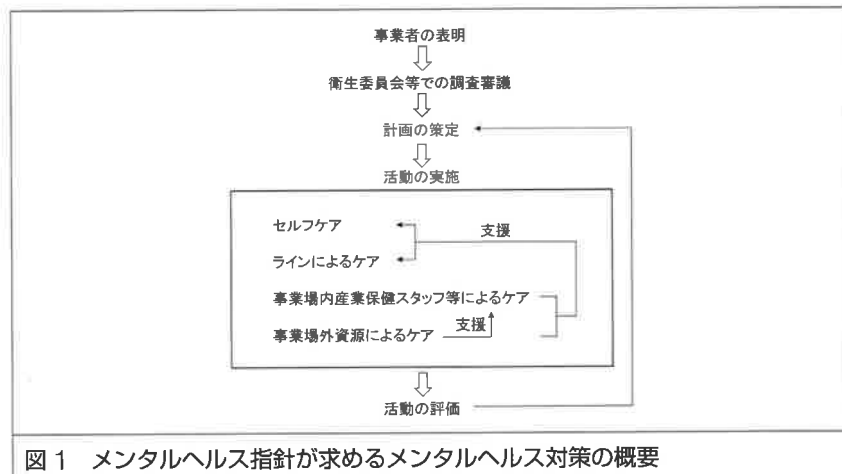 事業者の表明
衛生委員会等での調査審議
計画の策定
活動の実施
セルフケア
支援
ラインによるケア
事業場内産業保健スタッフ等によるケア
事業場外資源によるケア
支援
活動の評価
図1 メンタルヘルス指針が求めるメンタルヘルス対策の概要